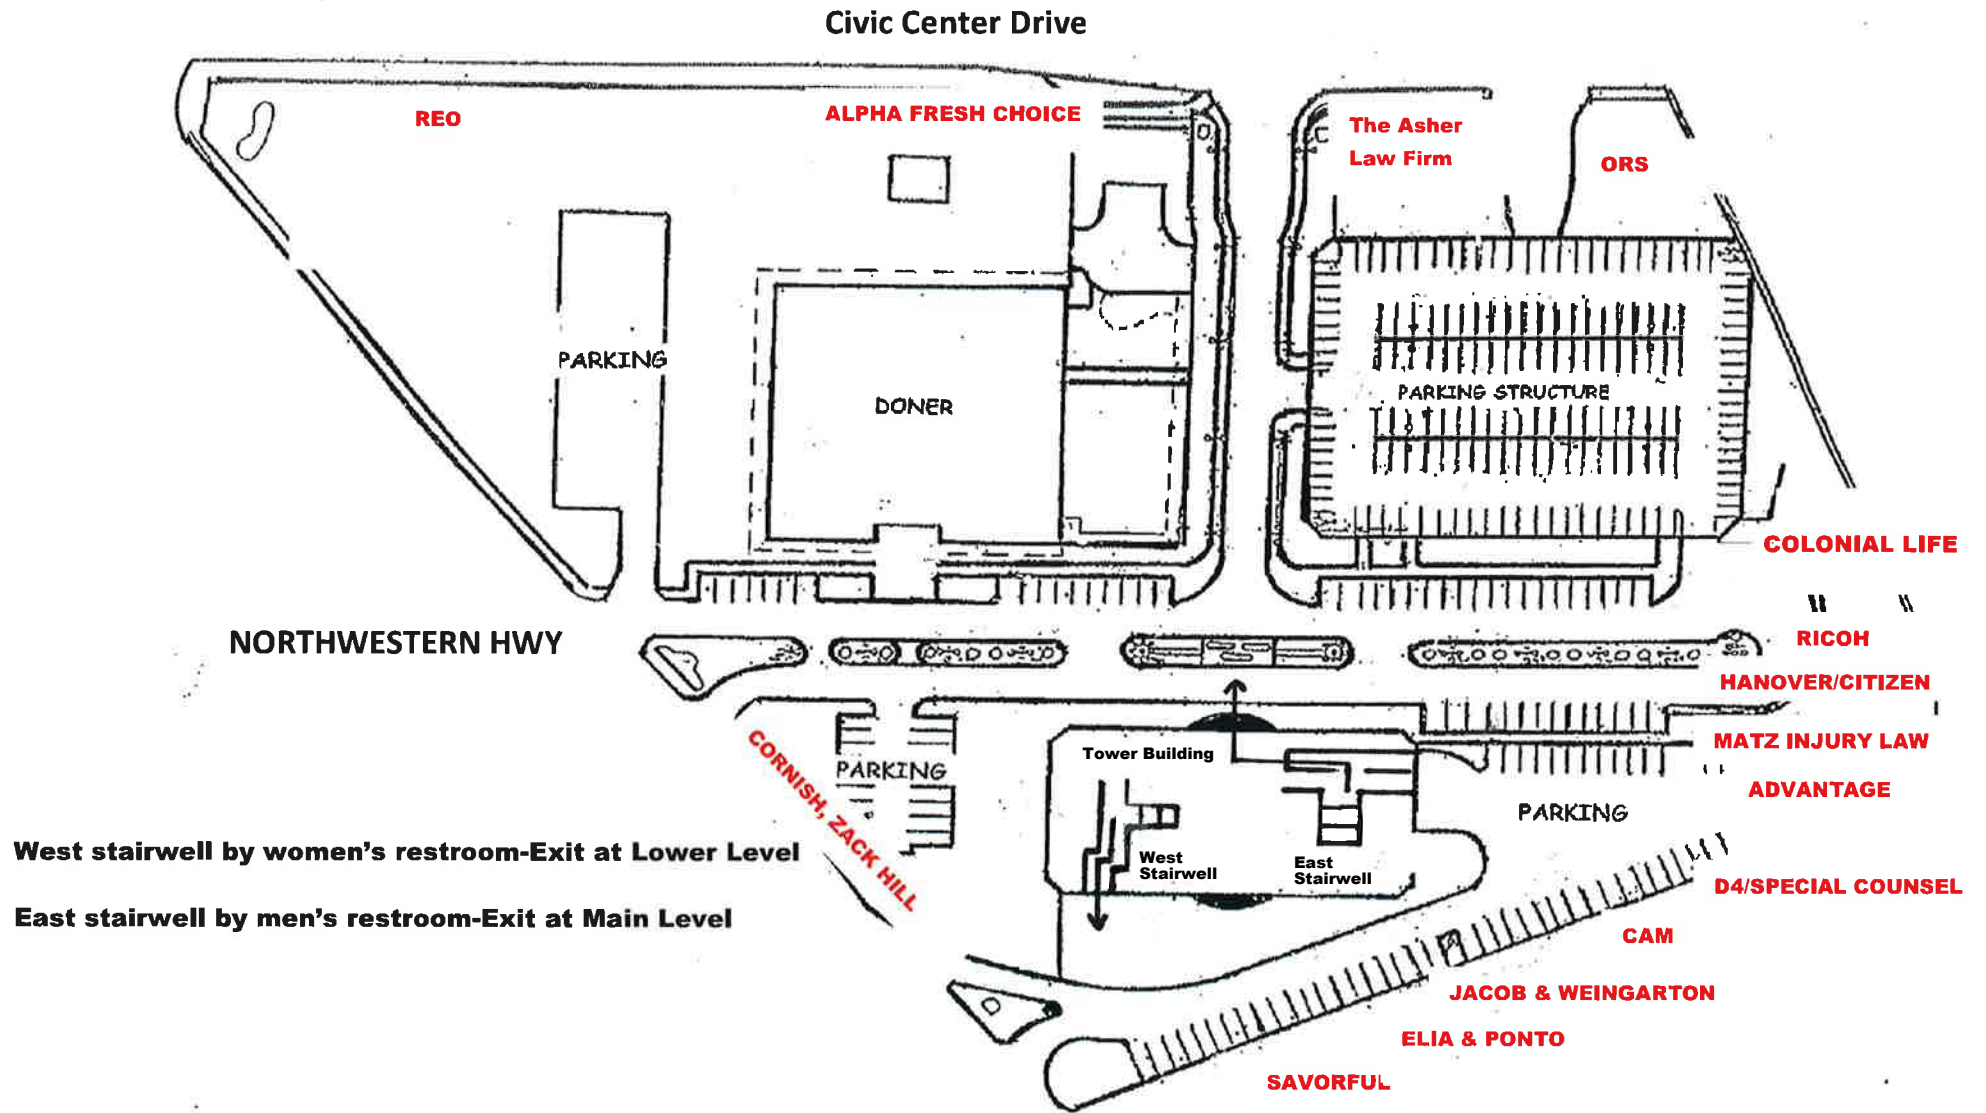 Civic Center Drive
REO
ALPHA FRESH CHOICE
The Asher
Law Firm
ORS
PARKING
DONER
PARKING STRUCTURE
COLONIAL LIFE
NORTHWESTERN HWY
RICOH
HANOVER/CITIZEN
MATZ INJURY LAW
ADVANTAGE
CORNISH, ZACK HILL
PARKING
Tower Building
West
Stairwell
East
Stairwell
PARKING
West stairwell by women's restroom-Exit at Lower Level
East stairwell by men's restroom-Exit at Main Level
D4/SPECIAL COUNSEL
CAM
JACOB & WEINGARTON
ELIA & PONTO
SAVORFUL